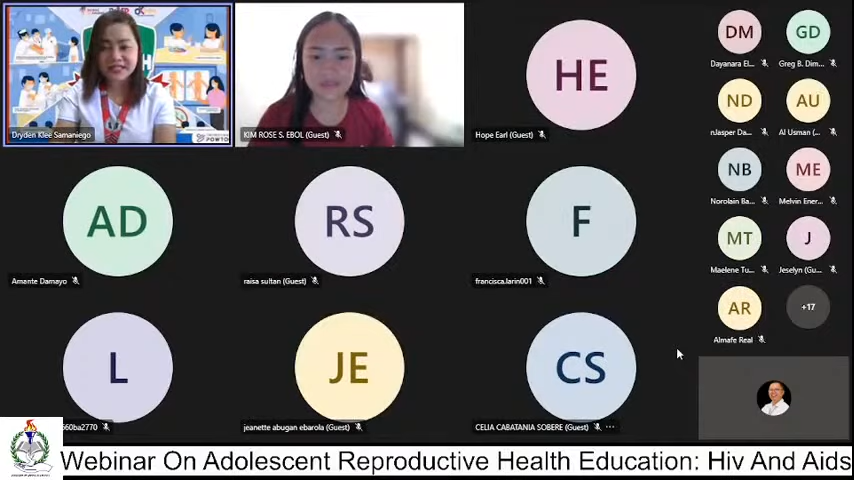 Dryden Klee Samaniego
KIM ROSE S. EBOL (Guest)
HE
Hope Earl (Guest)
AD
Amante Damayo
RS
raisa sultan (Guest)
F
francisca.larin001
L
60ba2770
JE
jeanette abugan ebarola (Guest)
CS
CELIA CABATANIA SOBERE (Guest) ...
DM
Dayanara El...
GD
Greg B. Dim...
ND
nJasper Da...
AU
Al Usman (...
NB
Norolain Ba...
ME
Melvin Ener...
MT
Maelene Tu...
J
Jeselyn (Gu...
AR
Almafe Real
+17
Webinar On Adolescent Reproductive Health Education: Hiv And Aids